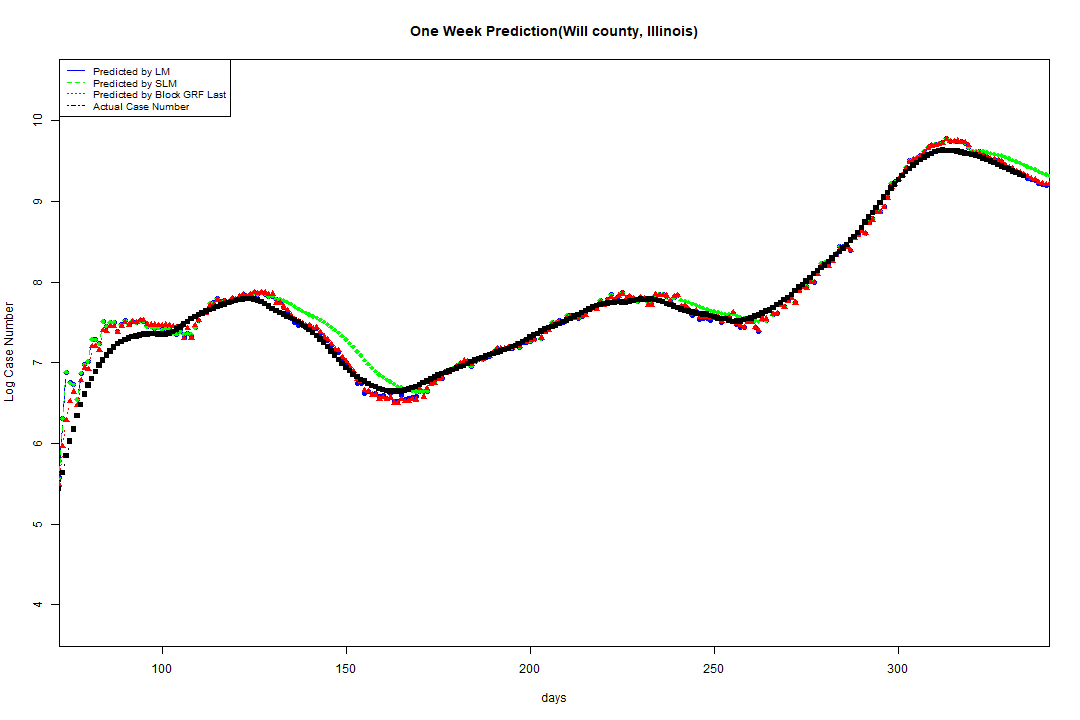 One Week Prediction(Will county, Illinois)
Predicted by LM
Predicted by SLM
Predicted by Block GRF Last
Actual Case Number
Log Case Number
10
9
8
7
6
5
4
100 150 200 250 300
days